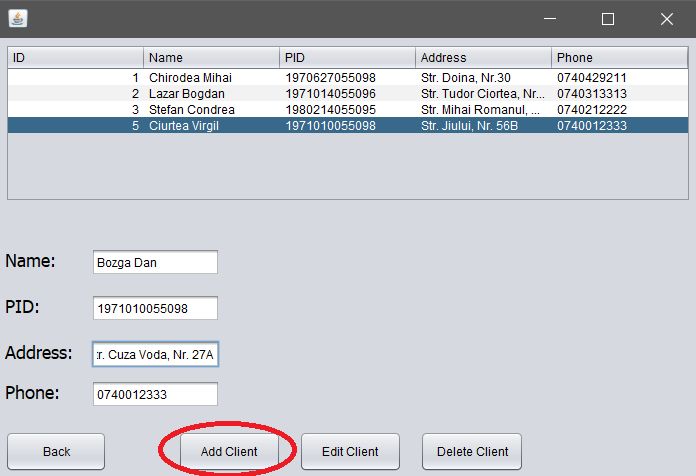 ID Name PID Address Phone
1 Chirodea Mihai 1970627055098 Str. Doina, Nr.30 0740429211
2 Lazar Bogdan 1971014055096 Str. Tudor Ciortea, Nr... 0740313313
3 Stefan Condrea 1980214055095 Str. Mihai Romanul, ... 0740212222
5 Ciurtea Virgil 1971010055098 Str. Jiului, Nr. 56B 0740012333
Name: Bozga Dan
PID: 1971010055098
Address: r. Cuza Voda, Nr. 27A
Phone: 0740012333
Back Add Client Edit Client Delete Client